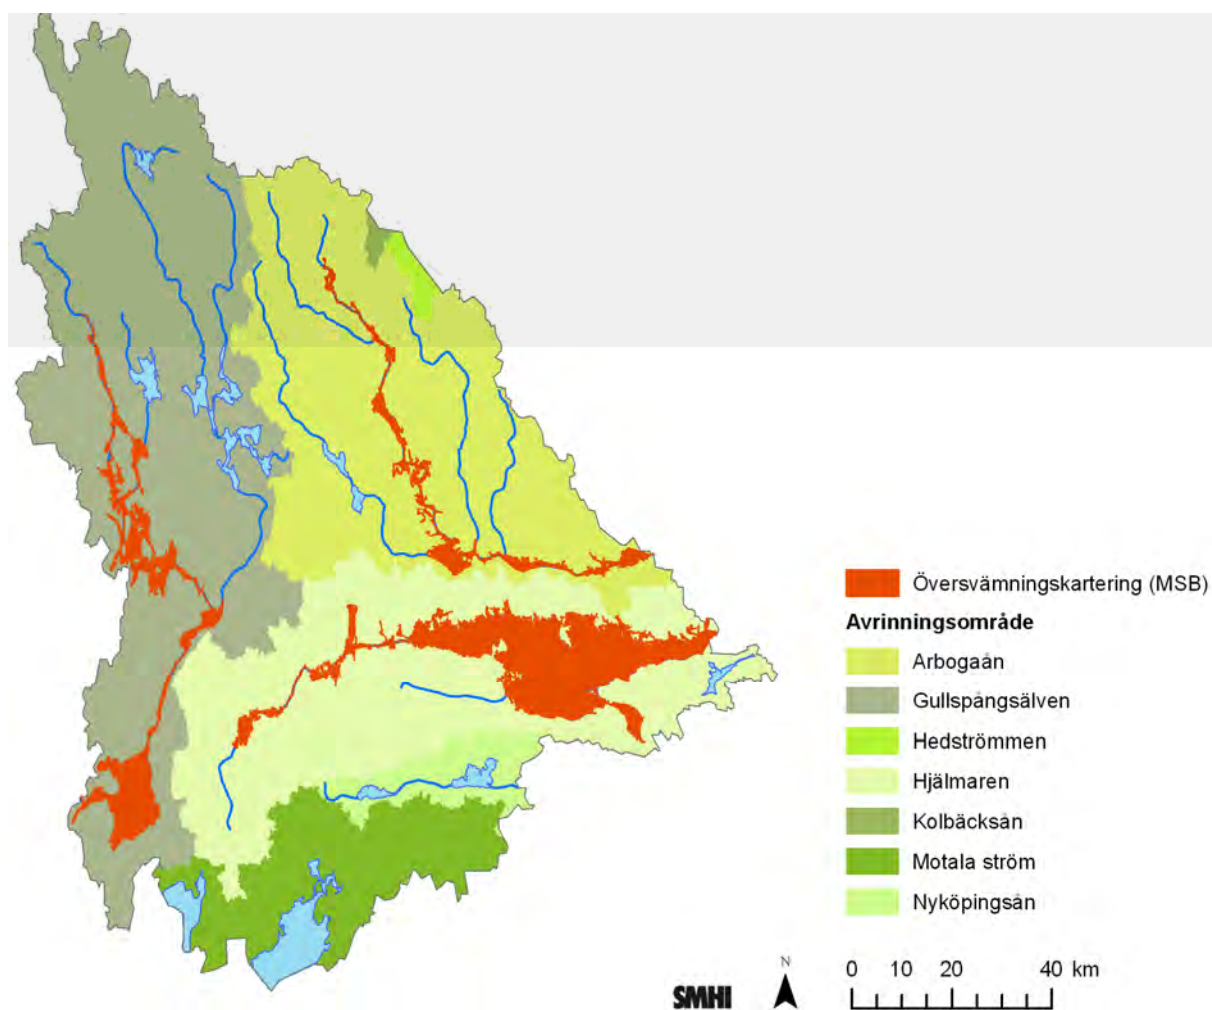 Översvämningskartering (MSB)
Avrinningsområde
Arbogaån
Gullspångsälven
Hedströmmen
Hjälmaren
Kolbäcksån
Motala ström
Nyköpingsån
SMHI
N
0 10 20 40 km